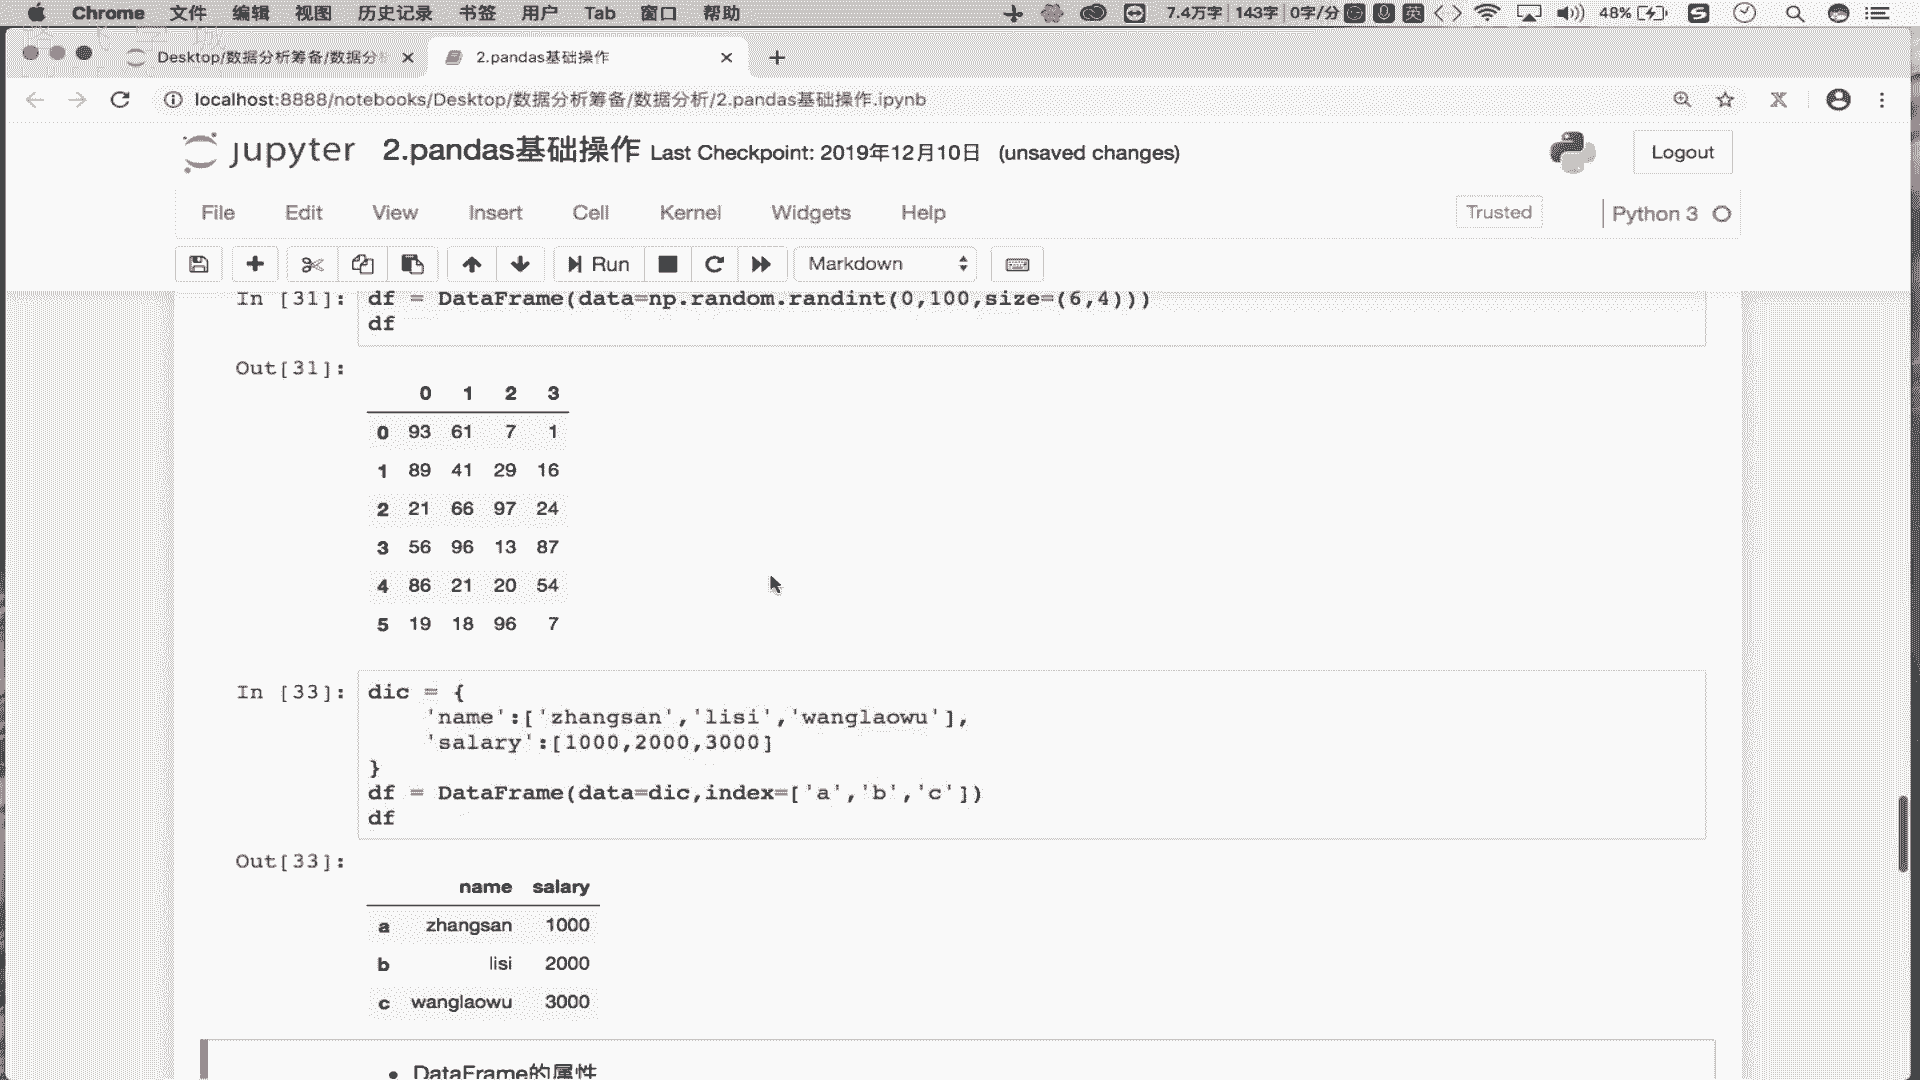 Chrome 文件 编辑 视图 历史记录 书签 用户 Tab 窗口 帮助 7.4万字 143字 0字/分 英 48%
Desktop/数据分析筹备/数据分析 2.pandas基础操作
localhost:8888/notebooks/Desktop/数据分析筹备/数据分析/2.pandas基础操作.ipynb
jupyter 2.pandas基础操作 Last Checkpoint: 2019年12月10日 (unsaved changes) Logout
File Edit View Insert Cell Kernel Widgets Help Trusted Python 3
Run Markdown
In [31]: df = DataFrame(data=np.random.randint(0,100,size=(6,4)))
df
Out[31]:
0 1 2 3
0 93 61 7 1
1 89 41 29 16
2 21 66 97 24
3 56 96 13 87
4 86 21 20 54
5 19 18 96 7
In [33]: dic = {
'name':['zhangsan','lisi','wanglaowu'],
'salary':[1000,2000,3000]
}
df = DataFrame(data=dic,index=['a','b','c'])
df
Out[33]:
name salary
a zhangsan 1000
b lisi 2000
c wanglaowu 3000
• DataFrame的属性